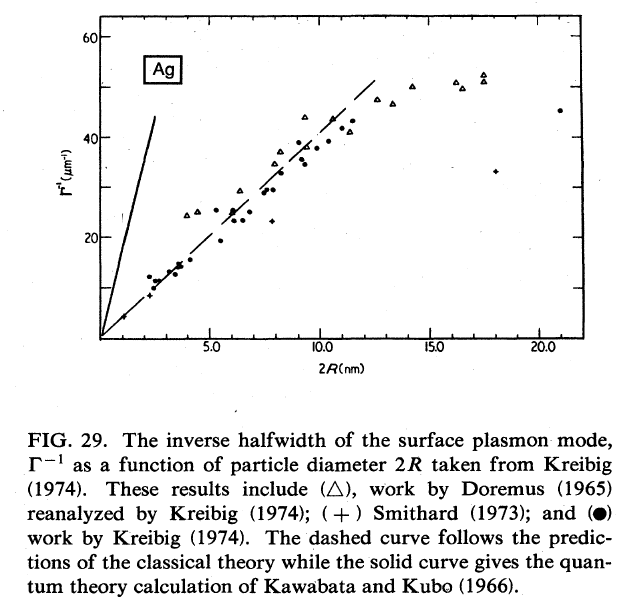 60
Ag
40
Γ⁻¹ (μm⁻¹)
20
5.0 10.0 15.0 20.0
2R(nm)
FIG. 29. The inverse halfwidth of the surface plasmon mode,
Γ⁻¹ as a function of particle diameter 2R taken from Kreibig
(1974). These results include (△), work by Doremus (1965)
reanalyzed by Kreibig (1974); (+) Smithard (1973); and (●)
work by Kreibig (1974). The dashed curve follows the predic-
tions of the classical theory while the solid curve gives the quan-
tum theory calculation of Kawabata and Kubo (1966).